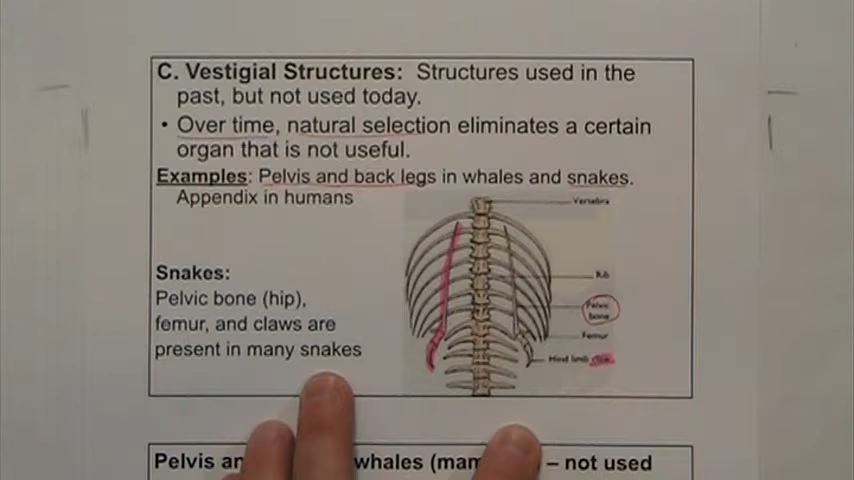 C. Vestigial Structures: Structures used in the
past, but not used today.
• Over time, natural selection eliminates a certain
organ that is not useful.
Examples: Pelvis and back legs in whales and snakes.
Appendix in humans
Vertebra
Rib
Pelvic
bone
Femur
Hind limb claw
Snakes:
Pelvic bone (hip),
femur, and claws are
present in many snakes
Pelvis whales – not used